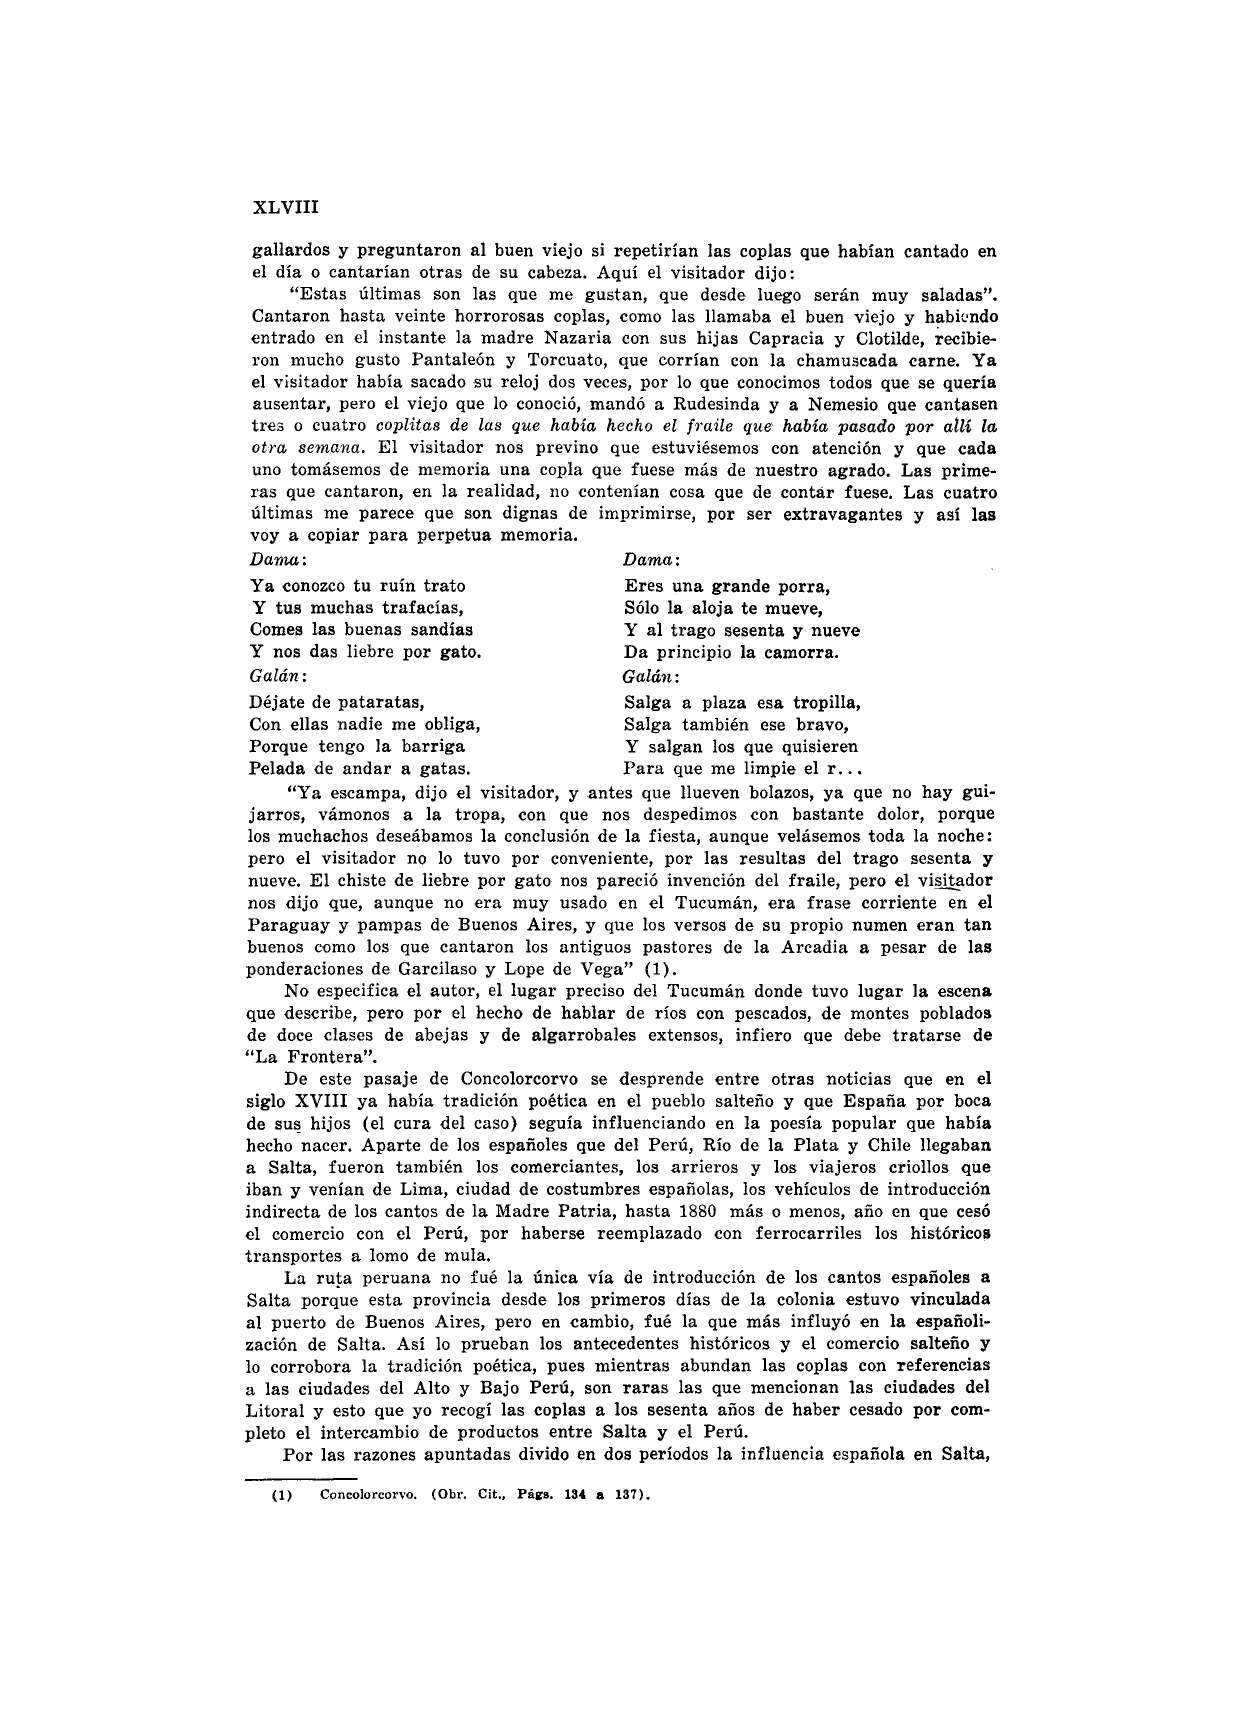 XLVIII
gallardos y preguntaron al buen viejo si repetirían las coplas que habían cantado en
el día o cantarían otras de su cabeza. Aquí el visitador dijo:
“Estas últimas son las que me gustan, que desde luego serán muy saladas”.
Cantaron hasta veinte horrorosas coplas, como las llamaba el buen viejo y habiendo
entrado en el instante la madre Nazaria con sus hijas Capracia y Clotilde, recibie-
ron mucho gusto Pantaleón y Torcuato, que corrían con la chamuscada carne. Ya
el visitador había sacado su reloj dos veces, por lo que conocimos todos que se quería
ausentar, pero el viejo que lo conoció, mandó a Rudesinda y a Nemesio que cantasen
tres o cuatro coplitas de las que había hecho el fraile que había pasado por allí la
otra semana. El visitador nos previno que estuviésemos con atención y que cada
uno tomásemos de memoria una copla que fuese más de nuestro agrado. Las prime-
ras que cantaron, en la realidad, no contenían cosa que de contar fuese. Las cuatro
últimas me parece que son dignas de imprimirse, por ser extravagantes y así las
voy a copiar para perpetua memoria.
Dama:
Ya conozco tu ruín trato
Y tus muchas trafacías,
Comes las buenas sandías
Y nos das liebre por gato.
Galán:
Déjate de pataratas,
Con ellas nadie me obliga,
Porque tengo la barriga
Pelada de andar a gatas.
Dama:
Eres una grande porra,
Sólo la aloja te mueve,
Y al trago sesenta y nueve
Da principio la camorra.
Galán:
Salga a plaza esa tropilla,
Salga también ese bravo,
Y salgan los que quisieren
Para que me limpie el r...
“Ya escampa, dijo el visitador, y antes que llueven bolazos, ya que no hay gui-
jarros, vámonos a la tropa, con que nos despedimos con bastante dolor, porque
los muchachos deseábamos la conclusión de la fiesta, aunque velásemos toda la noche:
pero el visitador no lo tuvo por conveniente, por las resultas del trago sesenta y
nueve. El chiste de liebre por gato nos pareció invención del fraile, pero el visitador
nos dijo que, aunque no era muy usado en el Tucumán, era frase corriente en el
Paraguay y pampas de Buenos Aires, y que los versos de su propio numen eran tan
buenos como los que cantaron los antiguos pastores de la Arcadia a pesar de las
ponderaciones de Garcilaso y Lope de Vega” (1).
No especifica el autor, el lugar preciso del Tucumán donde tuvo lugar la escena
que describe, pero por el hecho de hablar de ríos con pescados, de montes poblados
de doce clases de abejas y de algarrobales extensos, infiero que debe tratarse de
“La Frontera”.
De este pasaje de Concolorcorvo se desprende entre otras noticias que en el
siglo XVIII ya había tradición poética en el pueblo salteño y que España por boca
de sus hijos (el cura del caso) seguía influenciando en la poesía popular que había
hecho nacer. Aparte de los españoles que del Perú, Río de la Plata y Chile llegaban
a Salta, fueron también los comerciantes, los arrieros y los viajeros criollos que
iban y venían de Lima, ciudad de costumbres españolas, los vehículos de introducción
indirecta de los cantos de la Madre Patria, hasta 1880 más o menos, año en que cesó
el comercio con el Perú, por haberse reemplazado con ferrocarriles los históricos
transportes a lomo de mula.
La ruta peruana no fué la única vía de introducción de los cantos españoles a
Salta porque esta provincia desde los primeros días de la colonia estuvo vinculada
al puerto de Buenos Aires, pero en cambio, fué la que más influyó en la españoli-
zación de Salta. Así lo prueban los antecedentes históricos y el comercio salteño y
lo corrobora la tradición poética, pues mientras abundan las coplas con referencias
a las ciudades del Alto y Bajo Perú, son raras las que mencionan las ciudades del
Litoral y esto que yo recogí las coplas a los sesenta años de haber cesado por com-
pleto el intercambio de productos entre Salta y el Perú.
Por las razones apuntadas divido en dos períodos la influencia española en Salta,
(1) Concolorcorvo. (Obr. Cit., Págs. 134 a 137).